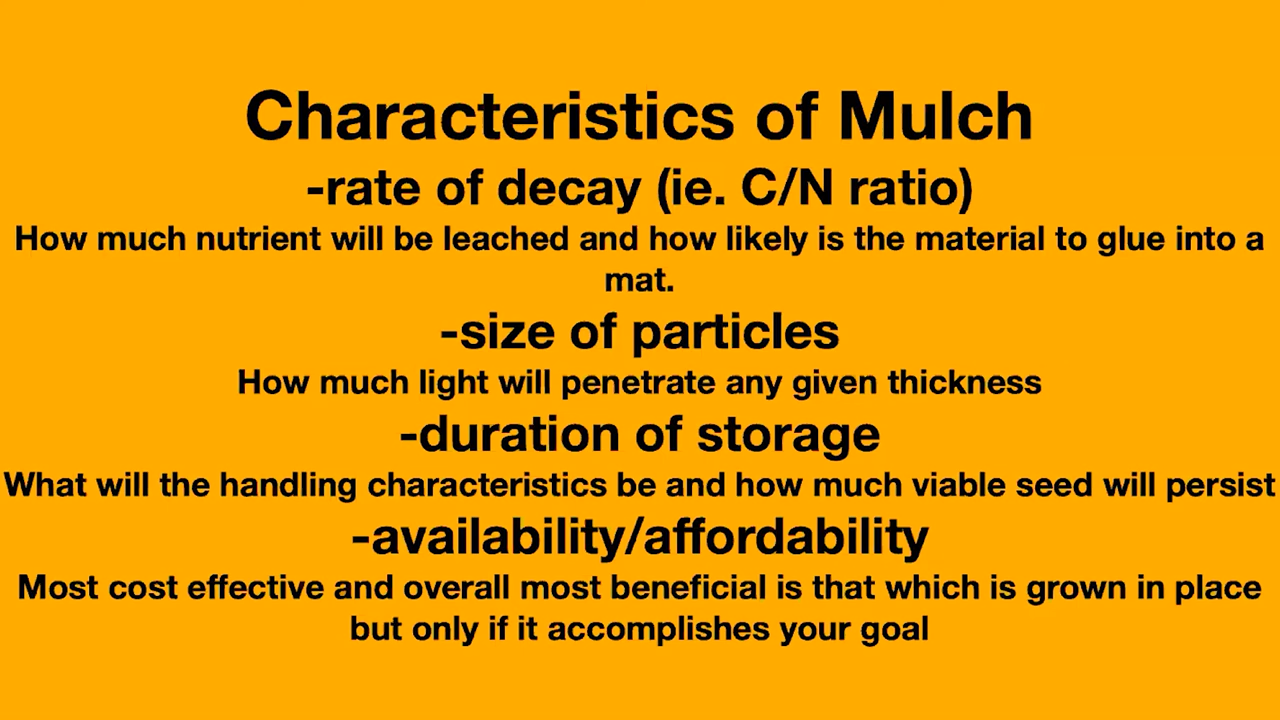 Characteristics of Mulch
-rate of decay (ie. C/N ratio)
How much nutrient will be leached and how likely is the material to glue into a
mat.
-size of particles
How much light will penetrate any given thickness
-duration of storage
What will the handling characteristics be and how much viable seed will persist
-availability/affordability
Most cost effective and overall most beneficial is that which is grown in place
but only if it accomplishes your goal